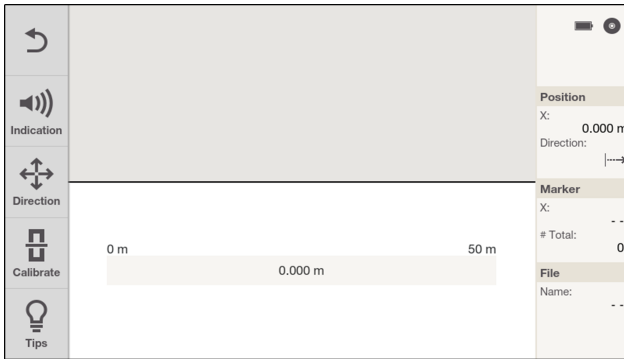 Indication
Direction
Calibrate
Tips
0 m
50 m
0.000 m
Position
X:
0.000 m
Direction:
Marker
X:
- -
# Total:
0
File
Name:
- -